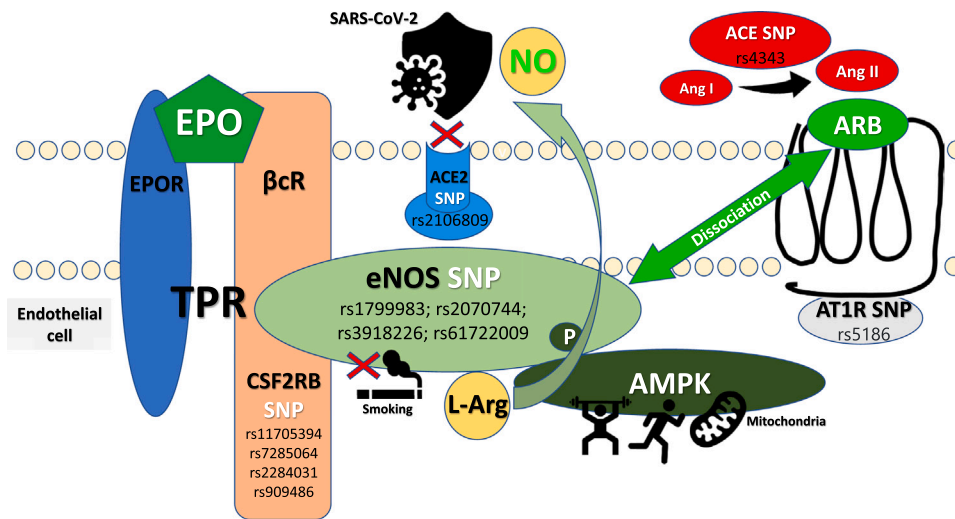 SARS-CoV-2
NO
ACE SNP
rs4343
Ang I
Ang II
ARB
EPO
EPOR
βcR
ACE2
SNP
rs2106809
Dissociation
eNOS SNP
rs1799983; rs2070744;
rs3918226; rs61722009
P
TPR
Endothelial
cell
AT1R SNP
rs5186
CSF2RB
SNP
rs11705394
rs7285064
rs2284031
rs909486
Smoking
L-Arg
AMPK
Mitochondria